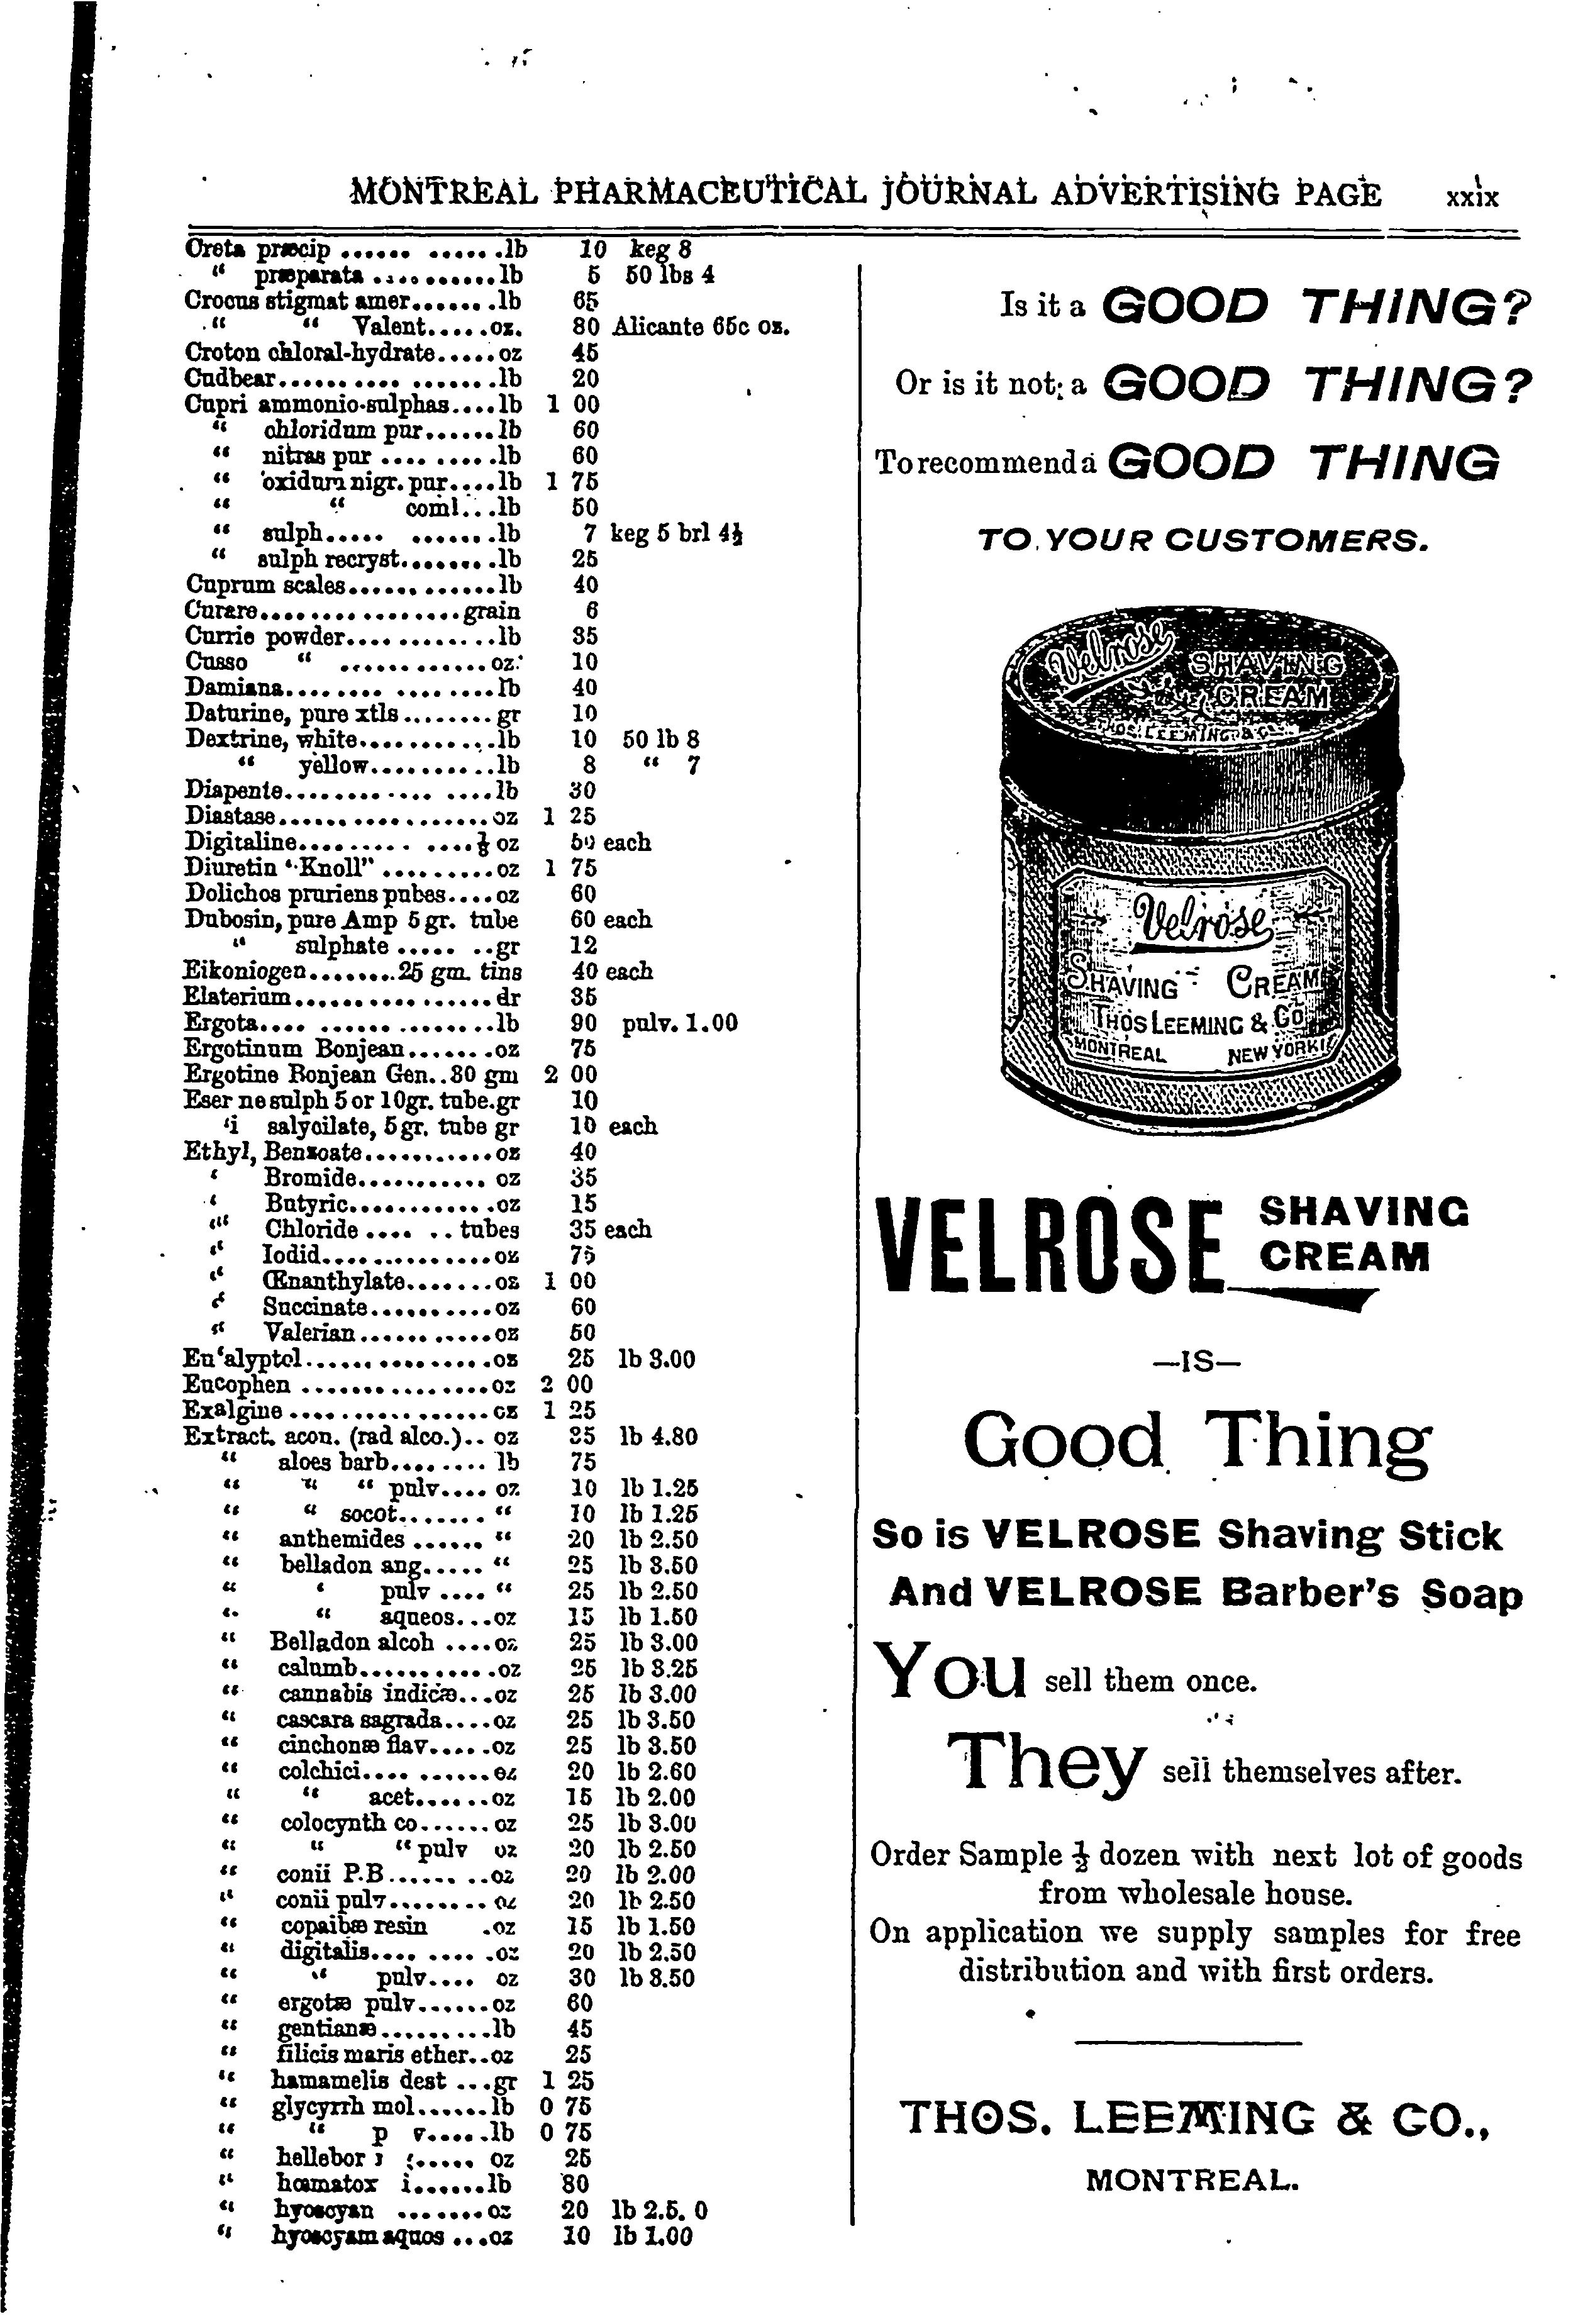 MONTREAL PHARMACEUTICAL JOURNAL ADVERTISING PAGE xxix
Creta præcip ...... ..... .lb 10 keg 8
“ præparata ............lb 5 50 lbs 4
Crocus stigmat amer....... .lb 65
“ “ Valent.....oz. 80 Alicante 65c oz.
Croton chloral-hydrate.....oz 45
Cudbear.......... ....... .lb 20
Cupri ammonio-sulphas....lb 1 00
“ chloridum pur......lb 60
“ nitras pur .... ..... .lb 60
“ oxidum nigr. pur....lb 1 75
“ “ coml...lb 50
“ sulph..... ....... .lb 7 keg 5 brl 4½
“ sulph recryst....... .lb 25
Cuprum scales............lb 40
Curare.................grain 6
Currie powder.... ....... ..lb 35
Cusso “ ............oz. 10
Damiana........ ........lb 40
Daturine, pure xtls........gr 10
Dextrine, white.......... .lb 10 50 lb 8
“ yellow......... ..lb 8 “ 7
Diapente.............. ....lb 30
Diastase..................oz 1 25
Digitaline.......... ....⅛ oz 50 each
Diuretin “Knoll” ..........oz 1 75
Dolichos pruriens pubes....oz 60
Dubosin, pure Amp 5 gr. tube 60 each
“ sulphate ..... ..gr 12
Eikoniogen........25 gm. tins 40 each
Elaterium.................dr 35
Ergota.... ...... ........lb 90 pulv. 1.00
Ergotinum Bonjean........oz 75
Ergotine Bonjean Gen..30 gm 2 00
Eser ne sulph 5 or 10gr. tube.gr 10
“ salycilate, 5 gr. tube gr 10 each
Ethyl, Benzoate............oz 40
‘ Bromide........... oz 35
‘ Butyric............ .oz 15
“ Chloride .... .. tubes 35 each
“ Iodid...............oz 75
“ Œnanthylate.......oz 1 00
“ Succinate...........oz 60
“ Valerian............oz 50
Eu‘alyptol................oz 25 lb 3.00
Eucophen ................oz 2 00
Exalgine .................oz 1 25
Extract. acon. (rad alco.).. oz 35 lb 4.80
“ aloes barb......... lb 75
“ “ “ pulv.... oz 10 lb 1.25
“ “ socot........ “ 10 lb 1.25
“ anthemides ...... “ 20 lb 2.50
“ belladon ang..... “ 25 lb 3.50
“ ‘ pulv .... “ 25 lb 2.50
“ “ aqueos...oz 15 lb 1.50
“ Belladon alcoh ....oz 25 lb 3.00
“ calumb............oz 25 lb 3.25
“ cannabis indicæ...oz 25 lb 3.00
“ cascara sagrada....oz 25 lb 3.50
“ cinchonæ flav..... .oz 25 lb 3.50
“ colchici.... ......oz 20 lb 2.60
“ “ acet.......oz 15 lb 2.00
“ colocynth co...... oz 25 lb 3.00
“ “ “ pulv oz 20 lb 2.50
“ conii P.B...... ..oz 20 lb 2.00
“ conii pulv........ oz 20 lb 2.50
“ copaibæ resin .oz 15 lb 1.50
“ digitalis.... .... .oz 20 lb 2.50
“ “ pulv.... oz 30 lb 3.50
“ ergotæ pulv......oz 60
“ gentianæ..........lb 45
“ filicis maris ether..oz 25
“ hamamelis dest ...gr 1 25
“ glycyrrh mol......lb 0 75
“ “ p v..... .lb 0 75
“ hellebor ..... oz 25
“ hœmatox i......lb 80
“ hyoscyan .......oz 20 lb 2.5. 0
“ hyoscyam aquos ...oz 10 lb 1.00
Is it a GOOD THING?
Or is it not a GOOD THING?
To recommend a GOOD THING
TO YOUR CUSTOMERS.
Velrose SHAVING
CREAM
THOS. LEEMING & CO.
Velrose
SHAVING CREAM
THOS LEEMING & CO
MONTREAL NEW YORK
VELROSE SHAVING
CREAM
—IS—
Good Thing
So is VELROSE Shaving Stick
And VELROSE Barber's Soap
You sell them once.
They sell themselves after.
Order Sample ½ dozen with next lot of goods
from wholesale house.
On application we supply samples for free
distribution and with first orders.
THOS. LEEMING & CO.,
MONTREAL.